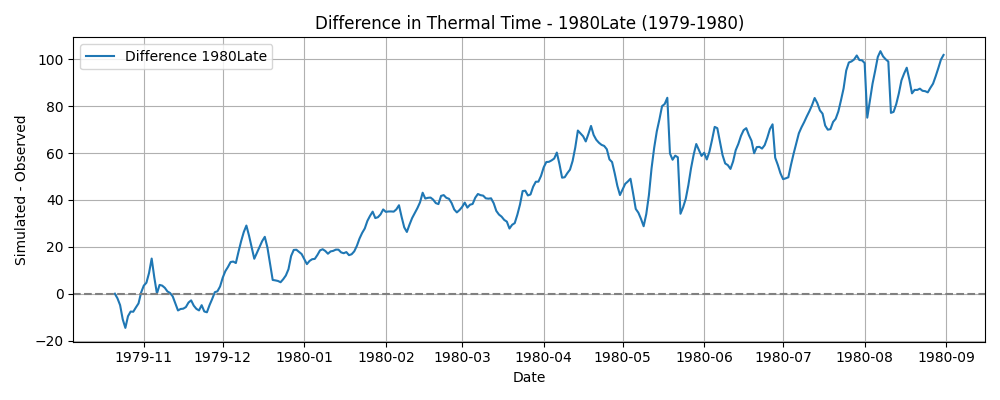 Difference in Thermal Time - 1980Late (1979-1980)
Difference 1980Late
Simulated - Observed
100
80
60
40
20
0
−20
1979-11 1979-12 1980-01 1980-02 1980-03 1980-04 1980-05 1980-06 1980-07 1980-08 1980-09
Date